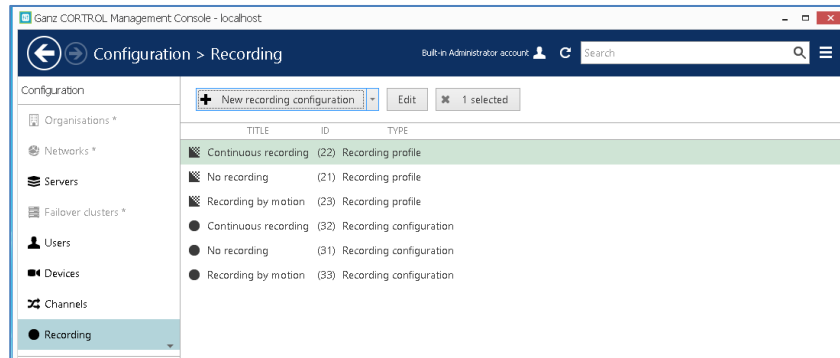 Ganz CORTROL Management Console - localhost
Configuration > Recording
Built-in Administrator account
Search
Configuration
New recording configuration
Edit
1 selected
Organisations *
Networks *
Servers
Failover clusters *
Users
Devices
Channels
Recording
TITLE ID TYPE
Continuous recording (22) Recording profile
No recording (21) Recording profile
Recording by motion (23) Recording profile
Continuous recording (32) Recording configuration
No recording (31) Recording configuration
Recording by motion (33) Recording configuration